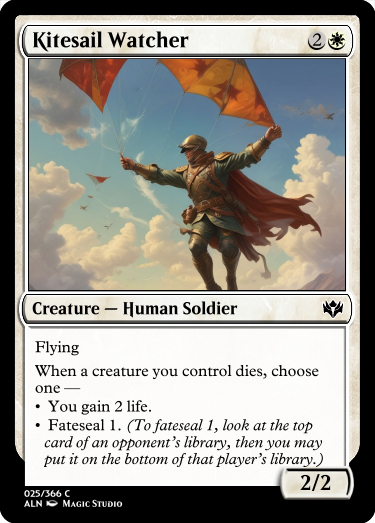 Kitesail Watcher 2
Creature — Human Soldier
Flying
When a creature you control dies, choose
one —
• You gain 2 life.
• Fateseal 1. (To fateseal 1, look at the top
card of an opponent's library, then you may
put it on the bottom of that player's library.)
2/2
025/366 C
ALN Magic Studio